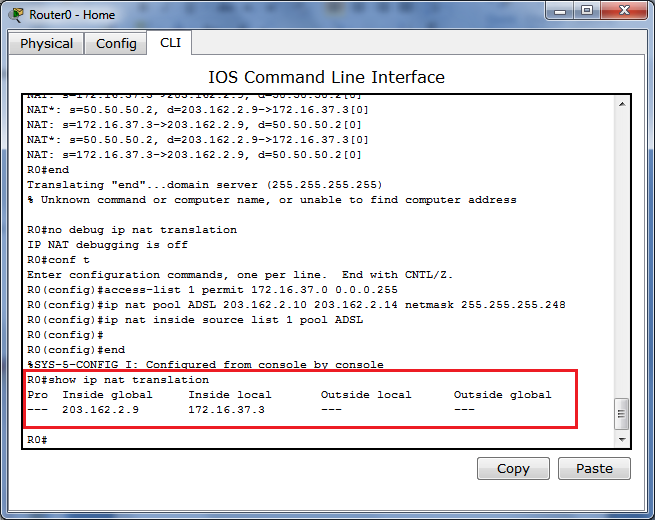 Router0 - Home
Physical Config CLI
IOS Command Line Interface
NAT: s=172.16.37.3->203.162.2.9, d=50.50.50.2[0]
NAT*: s=50.50.50.2, d=203.162.2.9->172.16.37.3[0]
NAT: s=172.16.37.3->203.162.2.9, d=50.50.50.2[0]
NAT*: s=50.50.50.2, d=203.162.2.9->172.16.37.3[0]
NAT: s=172.16.37.3->203.162.2.9, d=50.50.50.2[0]
R0#end
Translating "end"...domain server (255.255.255.255)
% Unknown command or computer name, or unable to find computer address
R0#no debug ip nat translation
IP NAT debugging is off
R0#conf t
Enter configuration commands, one per line.  End with CNTL/Z.
R0(config)#access-list 1 permit 172.16.37.0 0.0.0.255
R0(config)#ip nat pool ADSL 203.162.2.10 203.162.2.14 netmask 255.255.255.248
R0(config)#ip nat inside source list 1 pool ADSL
R0(config)#
R0(config)#end
%SYS-5-CONFIG I: Configured from console by console
R0#show ip nat translation
Pro  Inside global     Inside local       Outside local      Outside global
---  203.162.2.9       172.16.37.3        ---                ---
R0#
Copy Paste